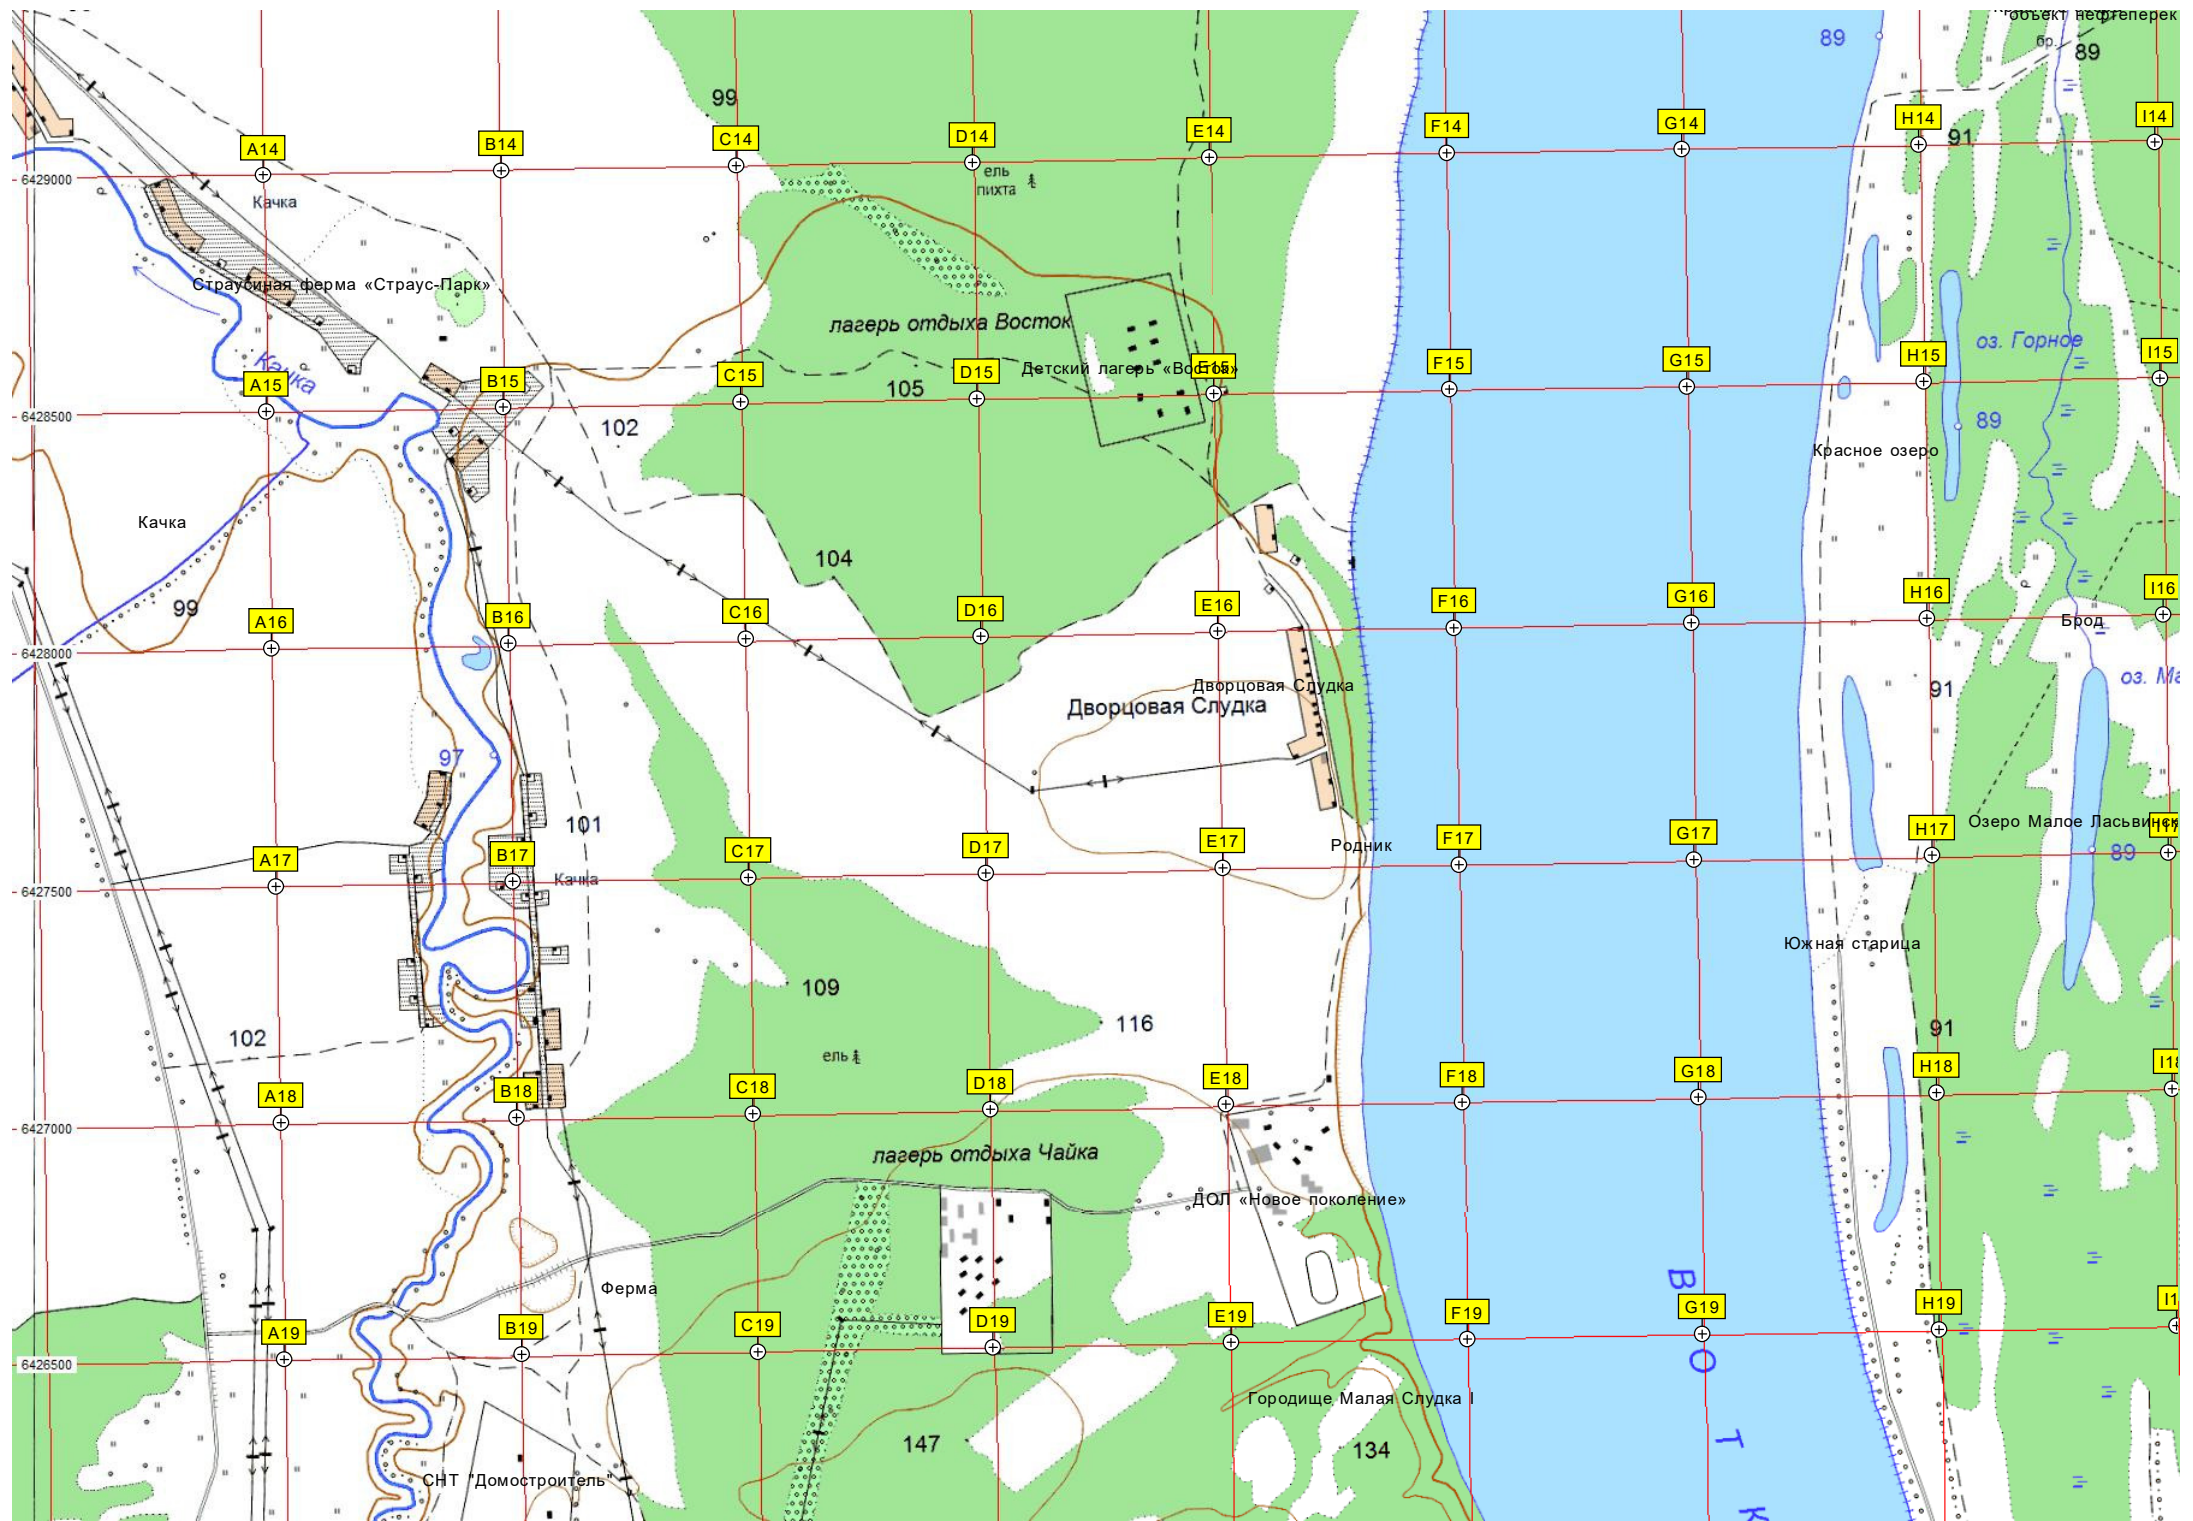 89
бр.
89
99
A14
B14
C14
D14
E14
F14
G14
H14
91
I14
6429000
Качка
ель
пихта
Страусиная ферма «Страус-Парк»
лагерь отдыха Восток
оз. Горное
Качка
A15
B15
C15
D15
Детский лагерь «Восток»
E15
F15
G15
H15
I15
105
6428500
102
89
Красное озеро
Качка
104
99
A16
B16
C16
D16
E16
F16
G16
H16
I16
Брод
6428000
Дворцовая Слудка
Дворцовая Слудка
91
оз. Ма
97
101
A17
B17
C17
D17
E17
F17
G17
H17
Озеро Малое Ласьвинск
Родник
89
Качка
6427500
Южная старица
109
116
91
102
ель
A18
B18
C18
D18
E18
F18
G18
H18
I18
6427000
лагерь отдыха Чайка
ДОЛ «Новое поколение»
Ферма
В О Т К
A19
B19
C19
D19
E19
F19
G19
H19
I1
6426500
Городище Малая Слудка I
147
134
СНТ "Домостроитель"